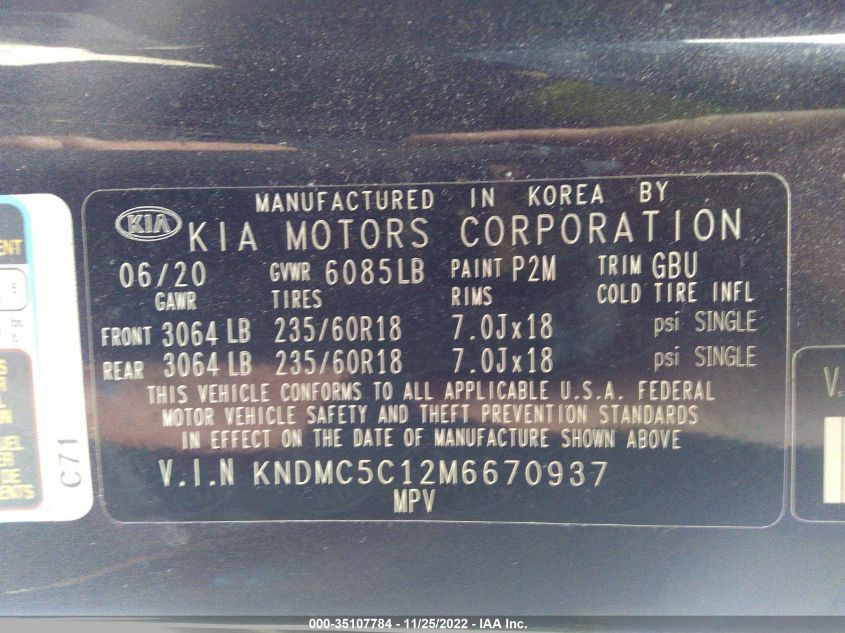 MANUFACTURED IN KOREA BY
KIA KIA MOTORS CORPORATION
06/20 GVWR 6085LB PAINT P2M TRIM GBU
GAWR TIRES RIMS COLD TIRE INFL
FRONT 3064 LB 235/60R18 7.0Jx18 psi SINGLE
REAR 3064 LB 235/60R18 7.0Jx18 psi SINGLE
THIS VEHICLE CONFORMS TO ALL APPLICABLE U.S.A. FEDERAL
MOTOR VEHICLE SAFETY AND THEFT PREVENTION STANDARDS
IN EFFECT ON THE DATE OF MANUFACTURE SHOWN ABOVE
V.I.N KNDMC5C12M6670937
MPV
C71
V.
000-35107784 - 11/25/2022 - IAA Inc.